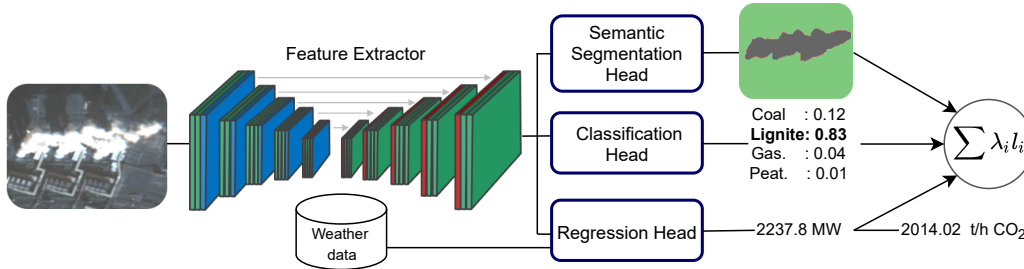 Feature Extractor
Semantic
Segmentation
Head
Classification
Head
Regression Head
Weather
data
Coal : 0.12
Lignite: 0.83
Gas. : 0.04
Peat. : 0.01
2237.8 MW
2014.02 t/h CO₂
∑ λᵢlᵢ